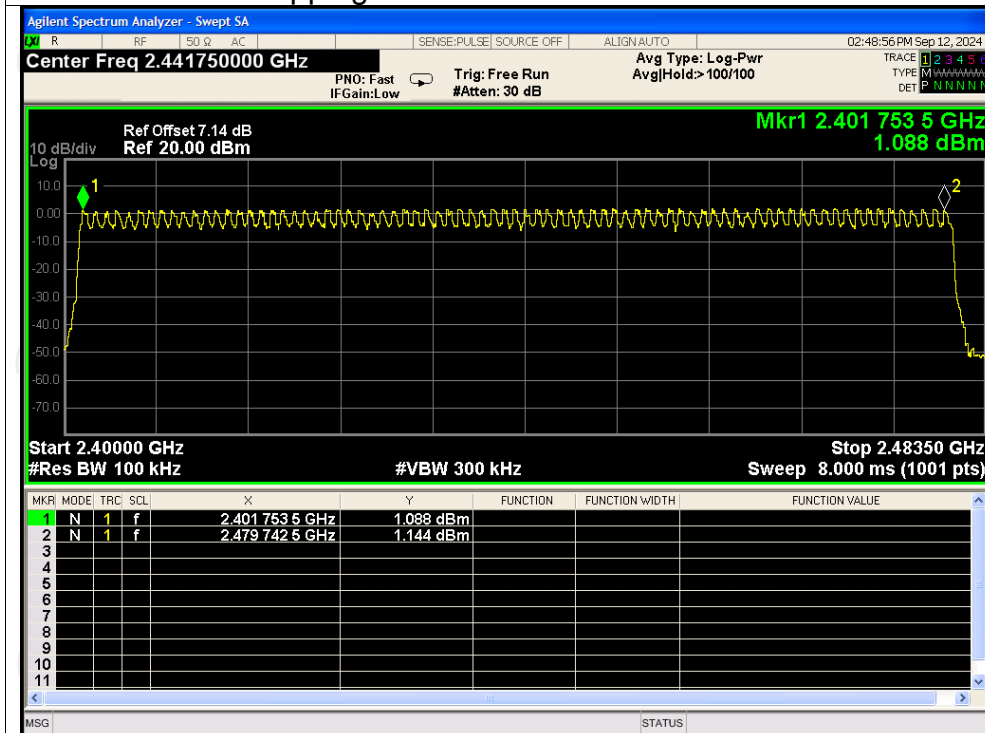 Agilent Spectrum Analyzer - Swept SA
R RF 50 Ω AC SENSE:PULSE SOURCE OFF ALIGN AUTO 02:48:56 PM Sep 12, 2024
Center Freq 2.441750000 GHz
PNO: Fast
IFGain:Low
Trig: Free Run
#Atten: 30 dB
Avg Type: Log-Pwr
Avg|Hold:> 100/100
TRACE 1 2 3 4 5 6
TYPE M
DET P N N N N
Mkr1 2.401 753 5 GHz
1.088 dBm
Ref Offset 7.14 dB
10 dB/div Ref 20.00 dBm
Log
10.0
0.00
-10.0
-20.0
-30.0
-40.0
-50.0
-60.0
-70.0
1
2
Start 2.40000 GHz Stop 2.48350 GHz
#Res BW 100 kHz #VBW 300 kHz Sweep 8.000 ms (1001 pts)
MKR MODE TRC SCL X Y FUNCTION FUNCTION WIDTH FUNCTION VALUE
1 N 1 f 2.401 753 5 GHz 1.088 dBm
2 N 1 f 2.479 742 5 GHz 1.144 dBm
3
4
5
6
7
8
9
10
11
MSG STATUS